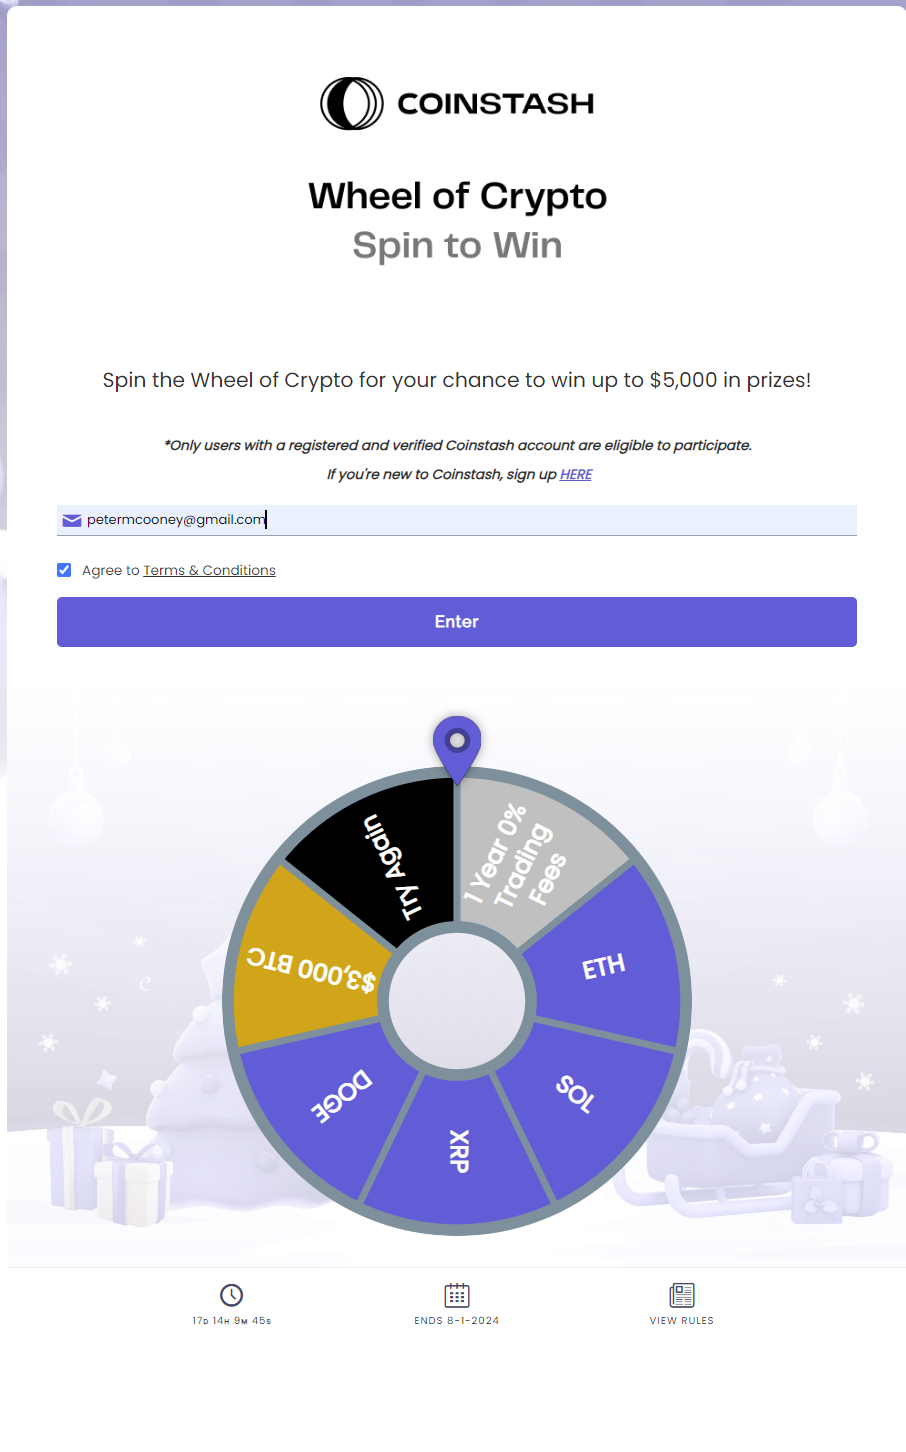 COINSTASH
Wheel of Crypto
Spin to Win
Spin the Wheel of Crypto for your chance to win up to $5,000 in prizes!
*Only users with a registered and verified Coinstash account are eligible to participate.
If you're new to Coinstash, sign up HERE
petermcooney@gmail.com
Agree to Terms & Conditions
Enter
Try Again
1 Year 0%
Trading
Fees
$3,000 BTC
ETH
DOGE
SOL
XRP
17D 14H 9M 45S
ENDS 8-1-2024
VIEW RULES